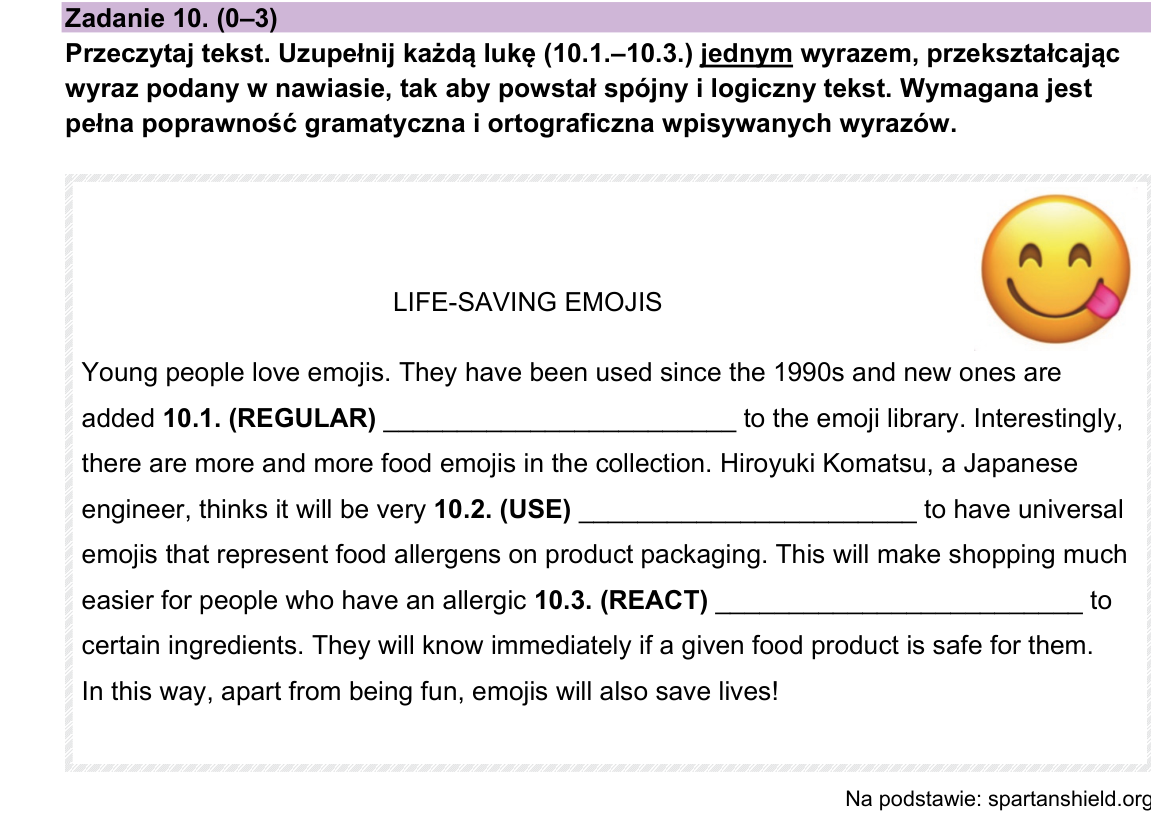 Zadanie 10. (0–3)
Przeczytaj tekst. Uzupełnij każdą lukę (10.1.–10.3.) jednym wyrazem, przekształcając
wyraz podany w nawiasie, tak aby powstał spójny i logiczny tekst. Wymagana jest
pełna poprawność gramatyczna i ortograficzna wpisywanych wyrazów.
LIFE-SAVING EMOJIS
Young people love emojis. They have been used since the 1990s and new ones are
added 10.1. (REGULAR) ________________________ to the emoji library. Interestingly,
there are more and more food emojis in the collection. Hiroyuki Komatsu, a Japanese
engineer, thinks it will be very 10.2. (USE) _______________________ to have universal
emojis that represent food allergens on product packaging. This will make shopping much
easier for people who have an allergic 10.3. (REACT) _________________________ to
certain ingredients. They will know immediately if a given food product is safe for them.
In this way, apart from being fun, emojis will also save lives!
Na podstawie: spartanshield.org